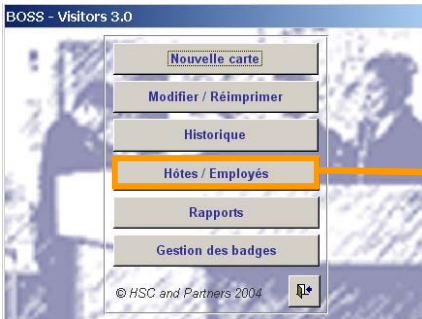 BOSS - Visitors 3.0
Nouvelle carte
Modifier / Réimprimer
Historique
Hôtes / Employés
Rapports
Gestion des badges
© HSC and Partners 2004